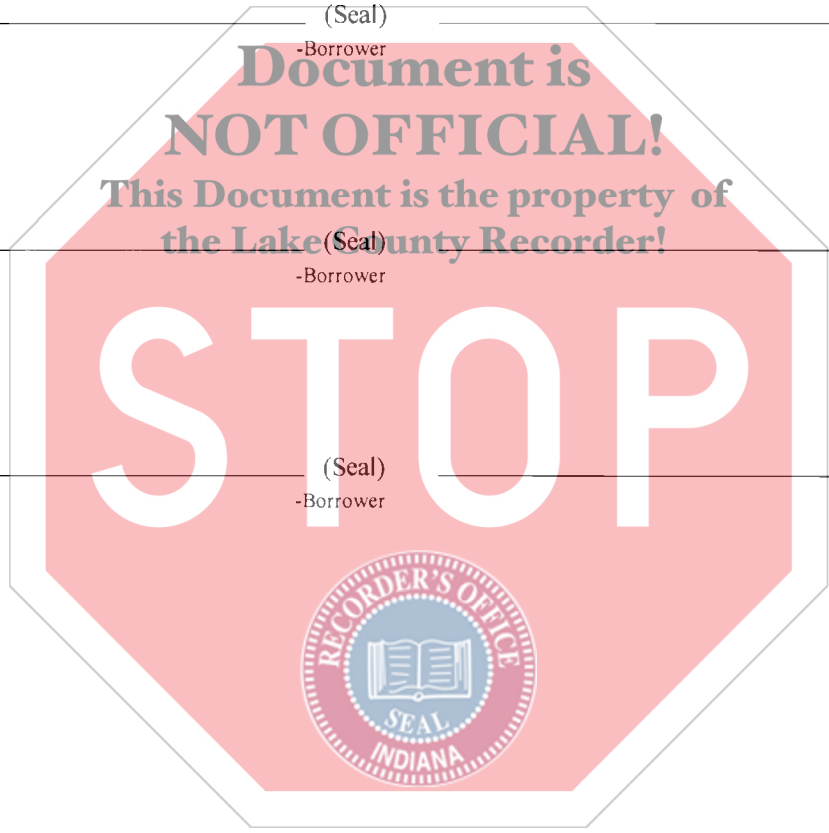 (Seal)
-Borrower
Document is
NOT OFFICIAL!
This Document is the property of
the Lake County Recorder!
(Seal)
-Borrower
STOP
(Seal)
-Borrower
RECORDER'S OFFICE
SEAL
INDIANA